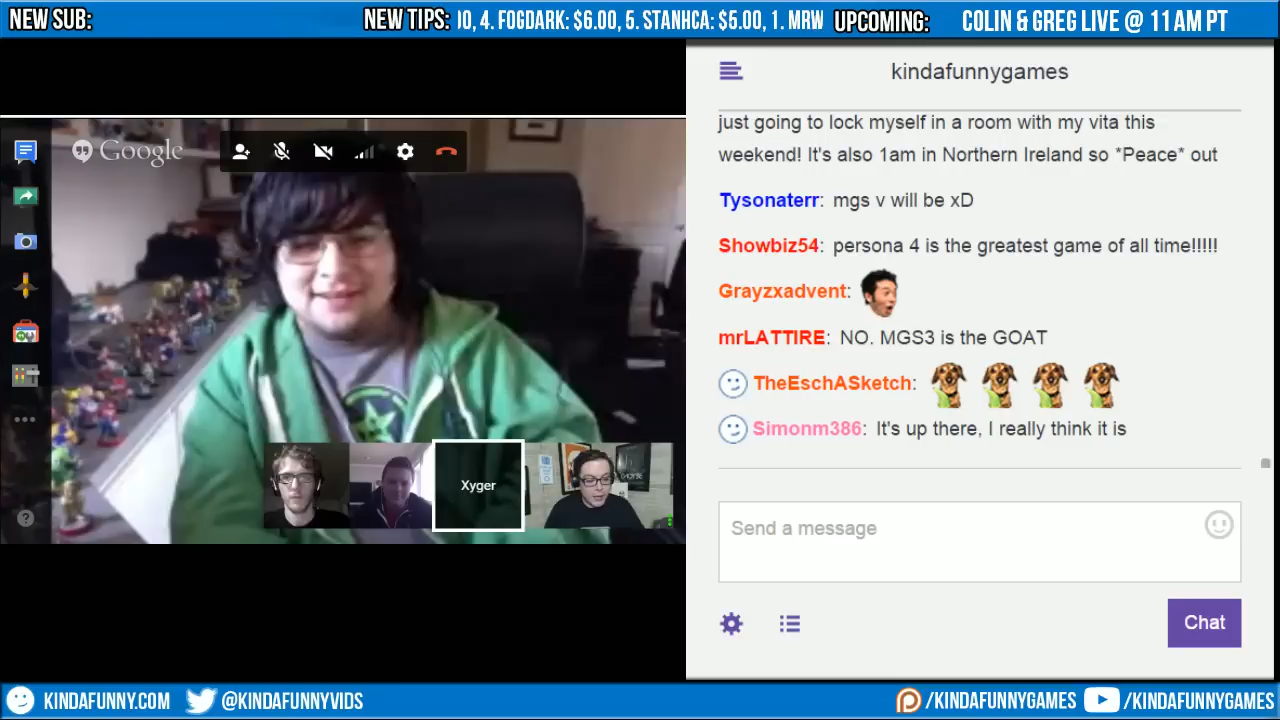 NEW SUB:
NEW TIPS: 10, 4. FOGDARK: $6.00, 5. STANHCA: $5.00, 1. MRW
UPCOMING: COLIN & GREG LIVE @ 11 AM PT
Google
Xyger
kindafunnygames
just going to lock myself in a room with my vita this
weekend! It's also 1am in Northern Ireland so *Peace* out
Tysonaterr: mgs v will be xD
Showbiz54: persona 4 is the greatest game of all time!!!!!
Grayzxadvent:
mrLATTIRE: NO. MGS3 is the GOAT
TheEschASketch:
Simonm386: It's up there, I really think it is
Send a message
Chat
KINDAFUNNY.COM
@KINDAFUNNYVIDS
/KINDAFUNNYGAMES
/KINDAFUNNYGAMES